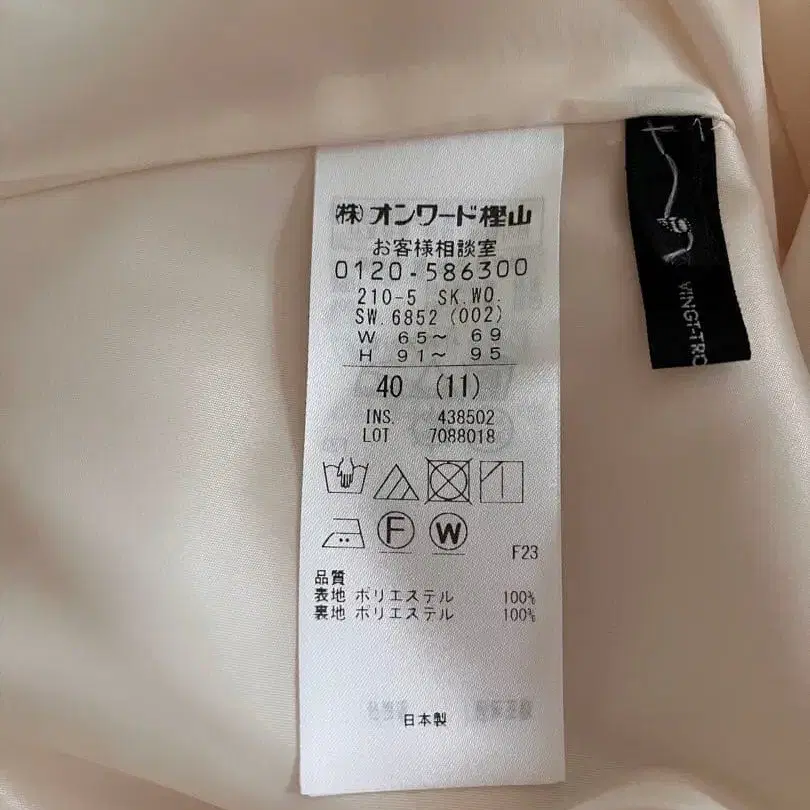 ㈱オンワード樫山
お客様相談室
0120-586300
210-5 SK.WO.
SW.6852(002)
W 65〜 69
H 91〜 95
40 (11)
INS. 438502
LOT 7088018
F W
F23
品質
表地 ポリエステル 100%
裏地 ポリエステル 100%
日本製